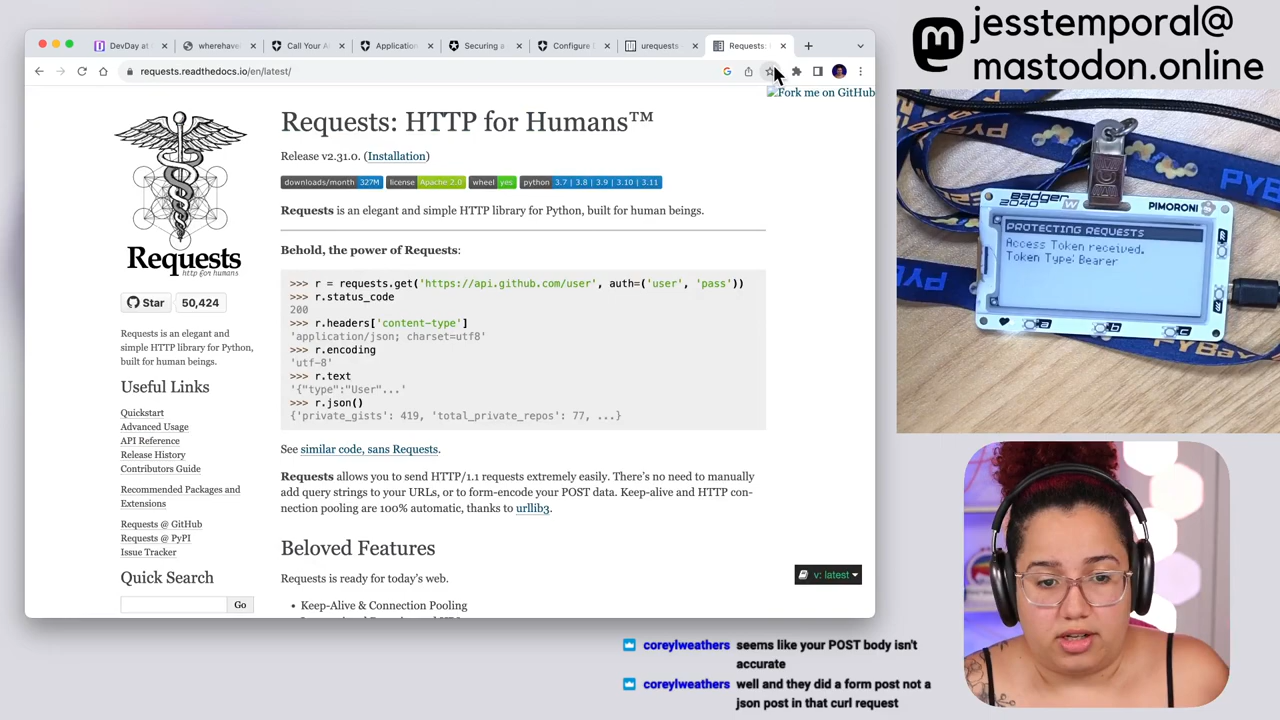 DevDay at
wherehave
Call Your A
Application
Securing a
Configure
urequests
Requests:
requests.readthedocs.io/en/latest/
Fork me on GitHub
Requests
http for humans
Star
50,424
Requests is an elegant and
simple HTTP library for Python,
built for human beings.
Useful Links
Quickstart
Advanced Usage
API Reference
Release History
Contributors Guide
Recommended Packages and
Extensions
Requests @ GitHub
Requests @ PyPI
Issue Tracker
Quick Search
Go
Requests: HTTP for Humans™
Release v2.31.0. (Installation)
downloads/month 327M license Apache 2.0 wheel yes python 3.7 | 3.8 | 3.9 | 3.10 | 3.11
Requests is an elegant and simple HTTP library for Python, built for human beings.
Behold, the power of Requests:
>>> r = requests.get('https://api.github.com/user', auth=('user', 'pass'))
>>> r.status_code
200
>>> r.headers['content-type']
'application/json; charset=utf8'
>>> r.encoding
'utf-8'
>>> r.text
'{"type":"User"...'
>>> r.json()
{'private_gists': 419, 'total_private_repos': 77, ...}
See similar code, sans Requests.
Requests allows you to send HTTP/1.1 requests extremely easily. There's no need to manually
add query strings to your URLs, or to form-encode your POST data. Keep-alive and HTTP con-
nection pooling are 100% automatic, thanks to urllib3.
Beloved Features
Requests is ready for today's web.
• Keep-Alive & Connection Pooling
v: latest
jesstemporal@
mastodon.online
PYBAY
badger
2040 W
PIMORONI
PROTECTING REQUESTS
Access Token received.
Token Type: Bearer
a
b
c
PYBay
coreylweathers seems like your POST body isn't
accurate
coreylweathers well and they did a form post not a
json post in that curl request